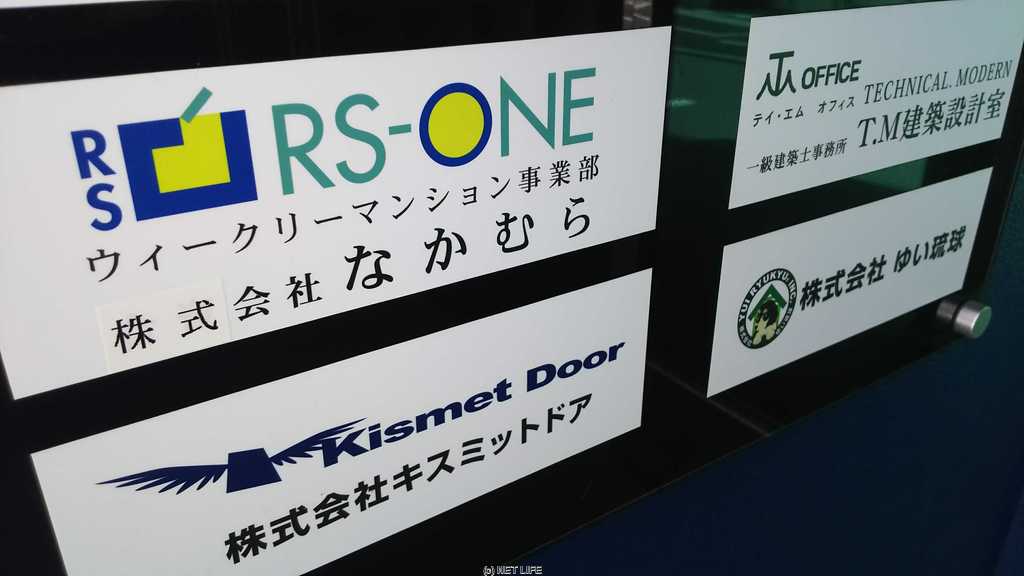 RS
RS-ONE
ウィークリーマンション事業部
株式会社 なかむら
Kismet Door
株式会社キスミットドア
OFFICE
TECHNICAL. MODERN
テイ・エム オフィス
T.M建築設計室
一級建築士事務所
YUI RYUKYU, INC.
株式会社 ゆい琉球
(c) NET LIFE